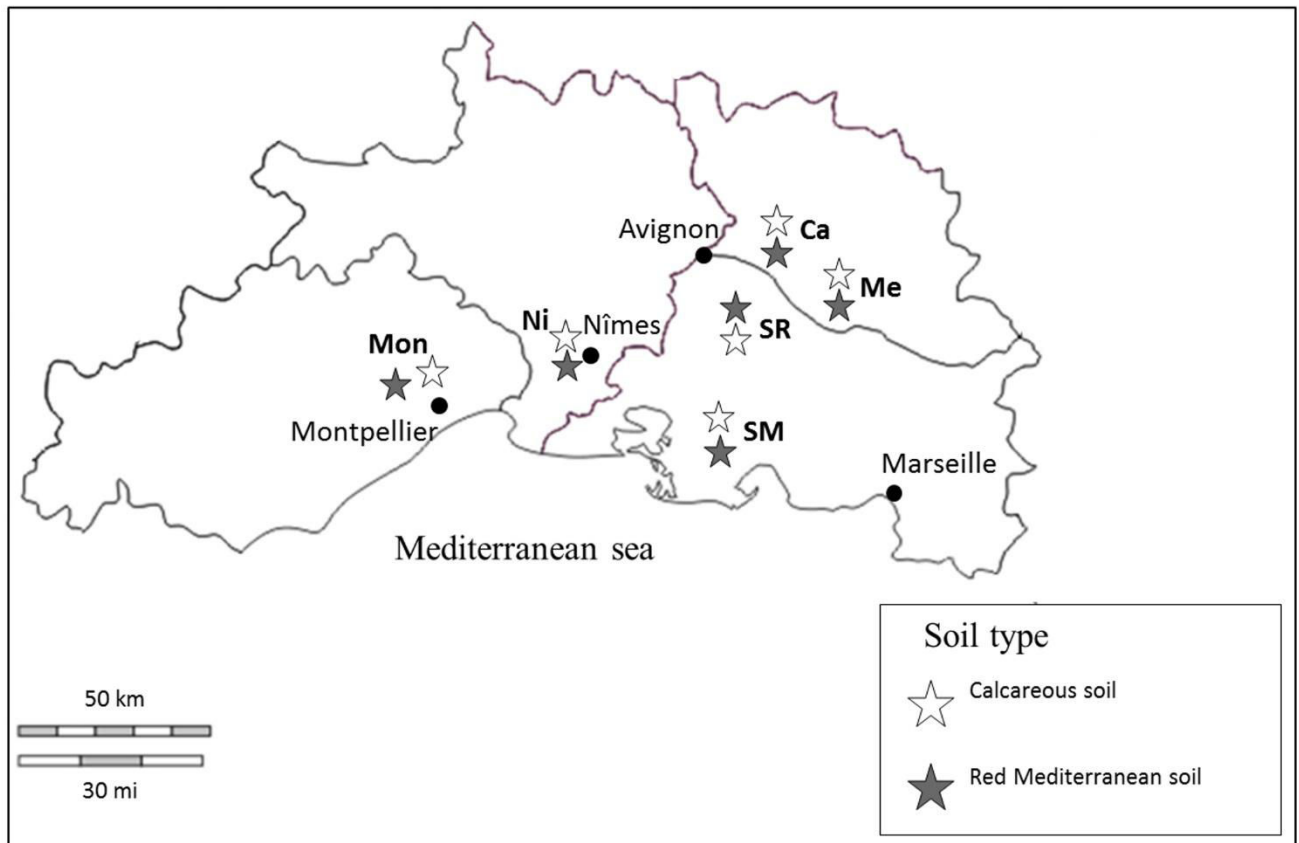 Avignon
Ca
Me
Ni
Nîmes
SR
Mon
Montpellier
SM
Marseille
Mediterranean sea
Soil type
Calcareous soil
Red Mediterranean soil
50 km
30 mi